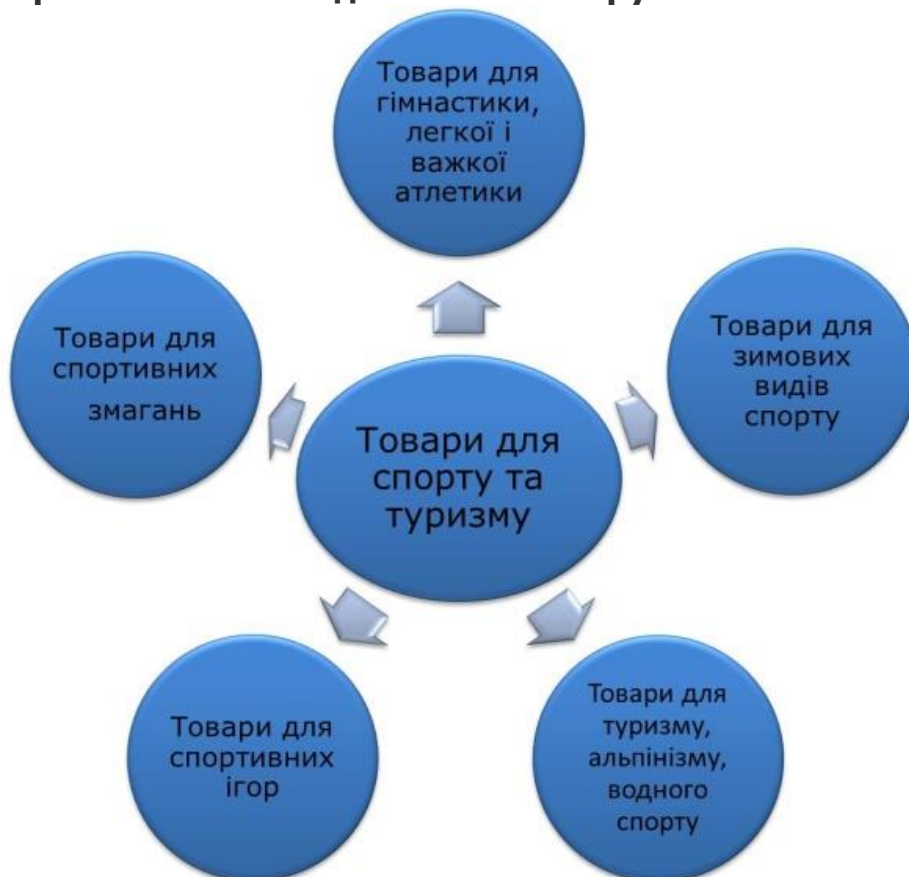 Товари для
гімнастики,
легкої і
важкої
атлетики
Товари для
спортивних
змагань
Товари для
зимових
видів
спорту
Товари для
спорту та
туризму
Товари для
спортивних
ігор
Товари для
туризму,
альпінізму,
водного
спорту